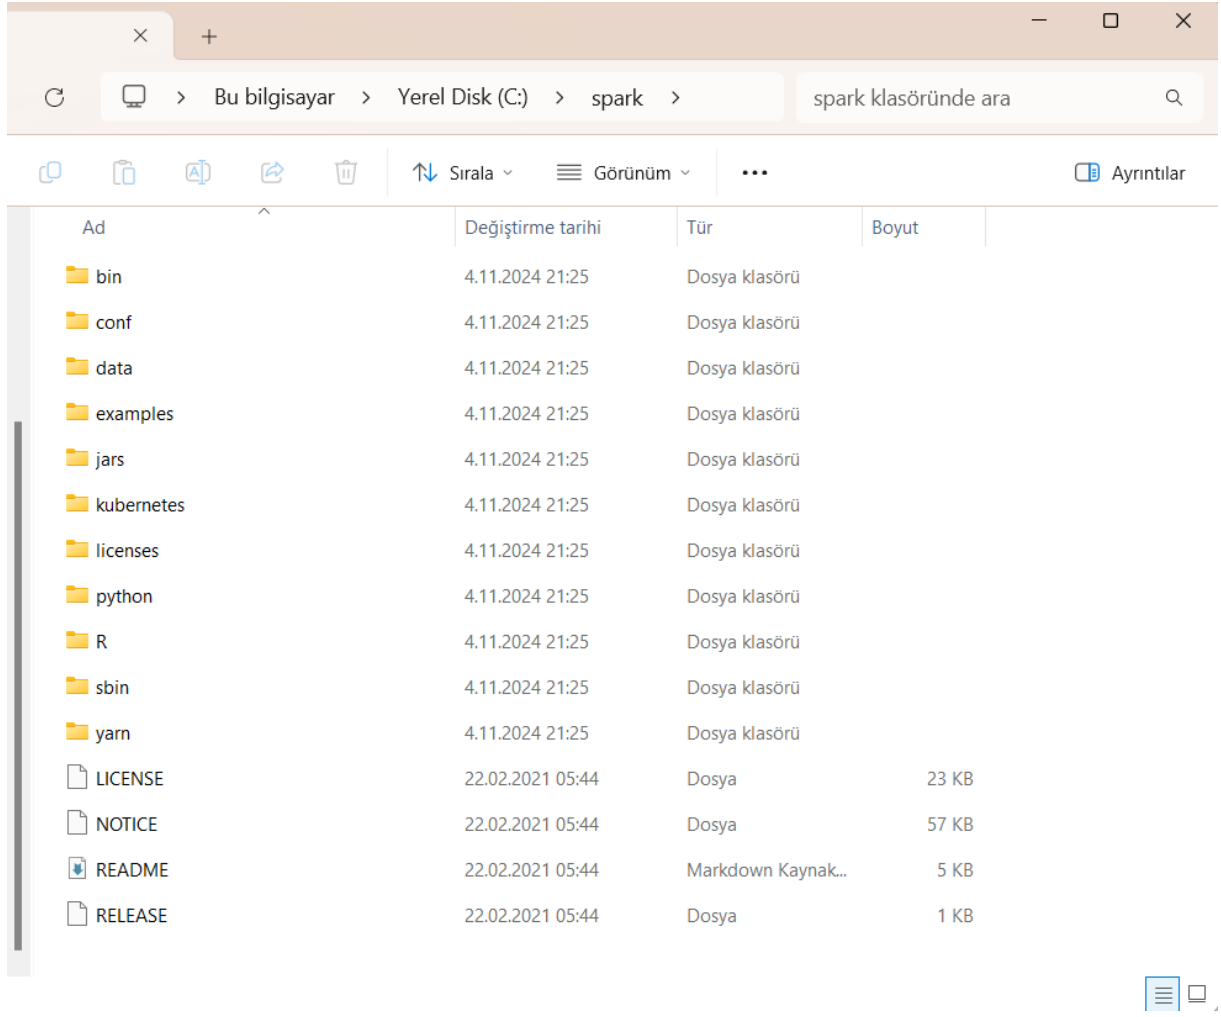 Bu bilgisayar > Yerel Disk (C:) > spark > spark klasöründe ara
Sırala Görünüm ... Ayrıntılar
Ad Değiştirme tarihi Tür Boyut
bin 4.11.2024 21:25 Dosya klasörü
conf 4.11.2024 21:25 Dosya klasörü
data 4.11.2024 21:25 Dosya klasörü
examples 4.11.2024 21:25 Dosya klasörü
jars 4.11.2024 21:25 Dosya klasörü
kubernetes 4.11.2024 21:25 Dosya klasörü
licenses 4.11.2024 21:25 Dosya klasörü
python 4.11.2024 21:25 Dosya klasörü
R 4.11.2024 21:25 Dosya klasörü
sbin 4.11.2024 21:25 Dosya klasörü
yarn 4.11.2024 21:25 Dosya klasörü
LICENSE 22.02.2021 05:44 Dosya 23 KB
NOTICE 22.02.2021 05:44 Dosya 57 KB
README 22.02.2021 05:44 Markdown Kaynak... 5 KB
RELEASE 22.02.2021 05:44 Dosya 1 KB